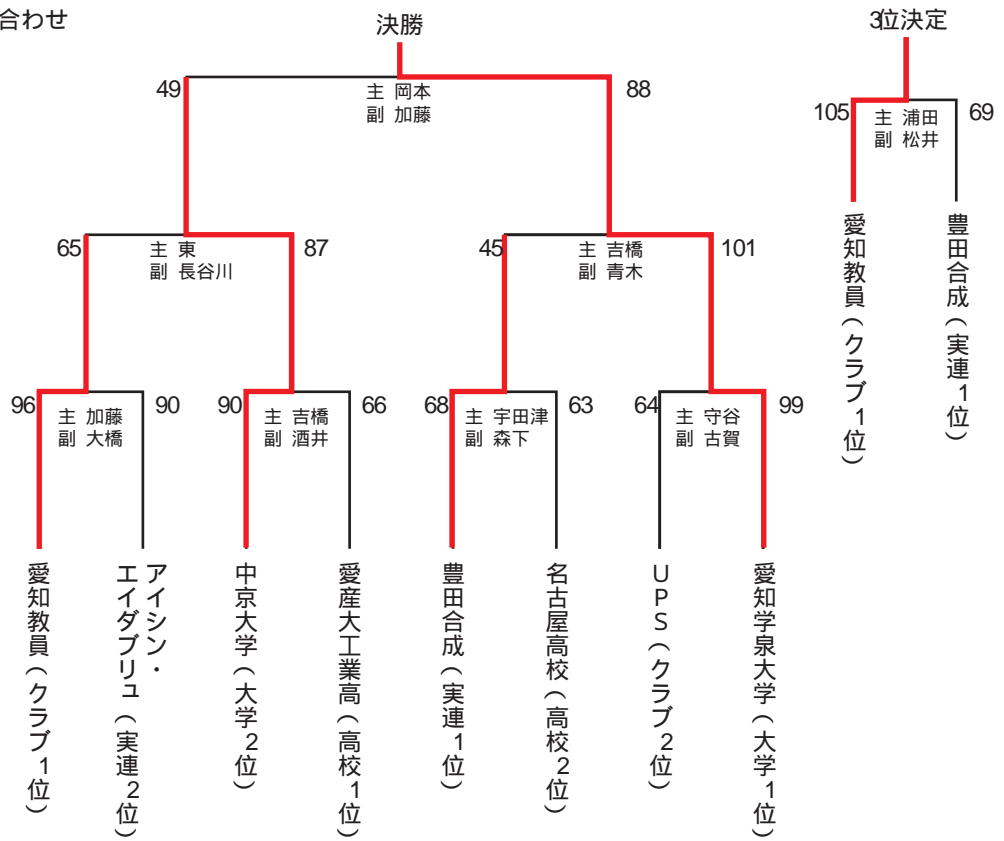 合わせ
決勝
3位決定
49
主 岡本
副 加藤
88
105
主 浦田
副 松井
69
愛知教員(クラブ1位)
豊田合成(実連1位)
65
主 東
副 長谷川
87
45
主 吉橋
副 青木
101
96
主 加藤
副 大橋
90
90
主 吉橋
副 酒井
66
68
主 宇田津
副 森下
63
64
主 守谷
副 古賀
99
愛知教員(クラブ1位)
アイシン・
エイダブリュ(実連2位)
中京大学(大学2位)
愛産大工業高(高校1位)
豊田合成(実連1位)
名古屋高校(高校2位)
UPS(クラブ2位)
愛知学泉大学(大学1位)